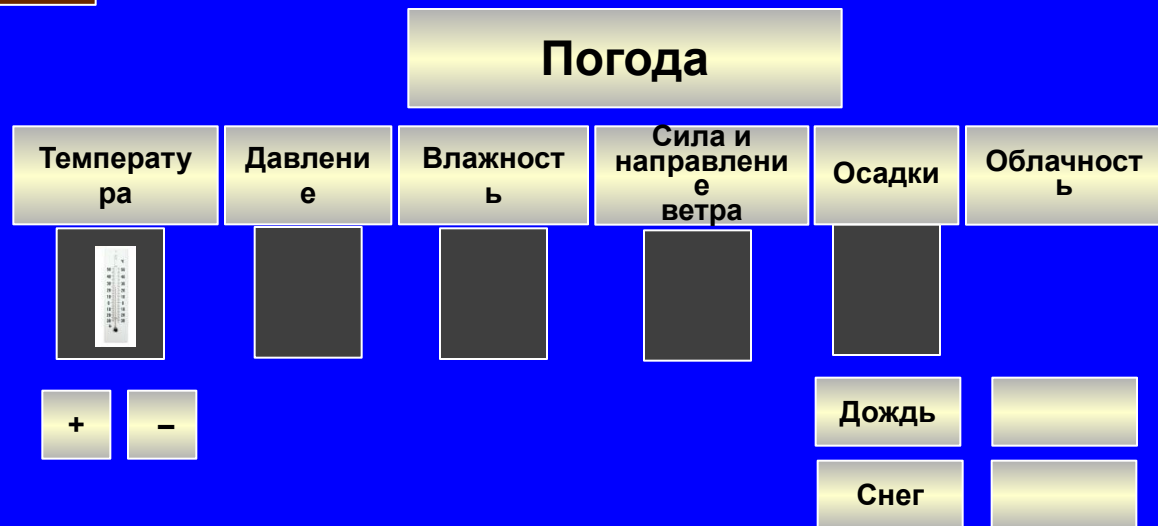 Погода
Температу
ра
Давлени
е
Влажност
ь
Сила и
направлени
е
ветра
Осадки
Облачност
ь
+
–
Дождь
Снег